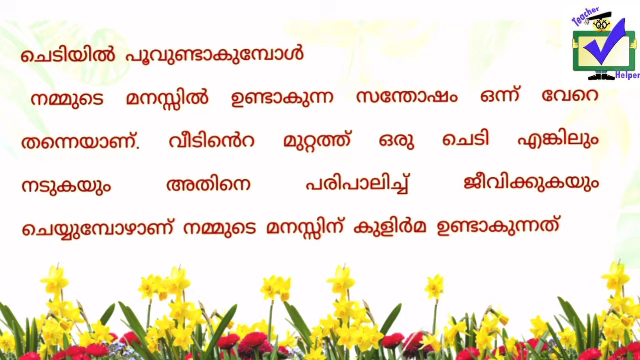 Teacher
Helper
ചെടിയിൽ പൂവുണ്ടാകുമ്പോൾ
നമ്മുടെ മനസ്സിൽ ഉണ്ടാകുന്ന സന്തോഷം ഒന്ന് വേറെ
തന്നെയാണ്. വീടിൻെറ മുറ്റത്ത് ഒരു ചെടി എങ്കിലും
നടുകയും അതിനെ പരിപാലിച്ച് ജീവിക്കുകയും
ചെയ്യുമ്പോഴാണ് നമ്മുടെ മനസ്സിന് കുളിർമ ഉണ്ടാകുന്നത്